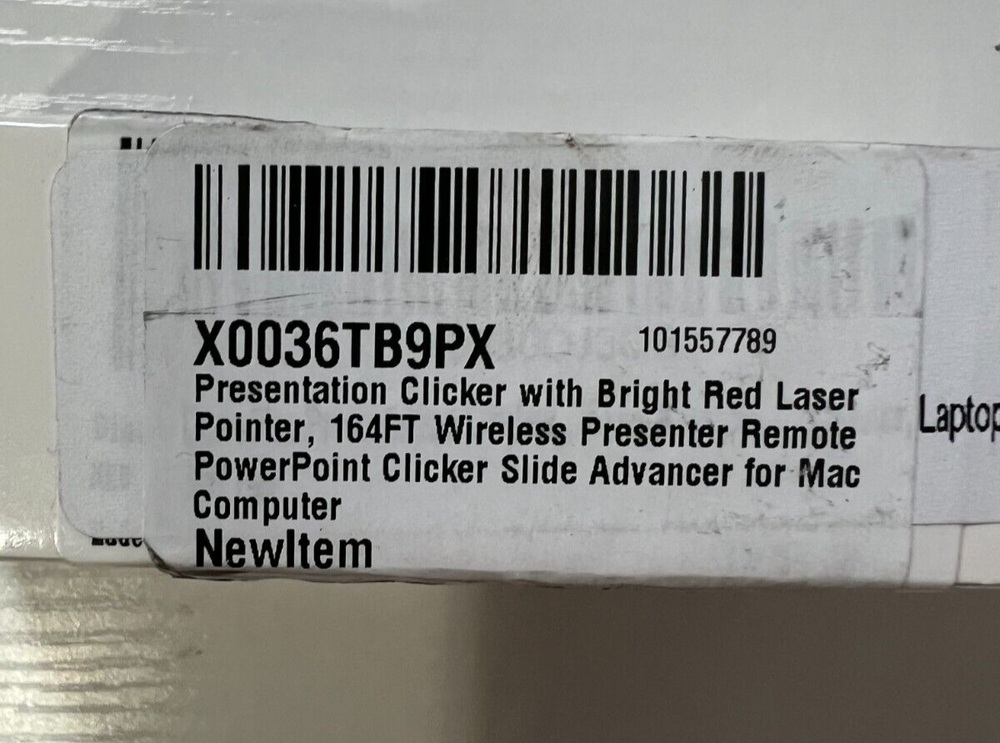 X0036TB9PX 101557789
Presentation Clicker with Bright Red Laser
Pointer, 164FT Wireless Presenter Remote
PowerPoint Clicker Slide Advancer for Mac
Computer
NewItem
Laptop